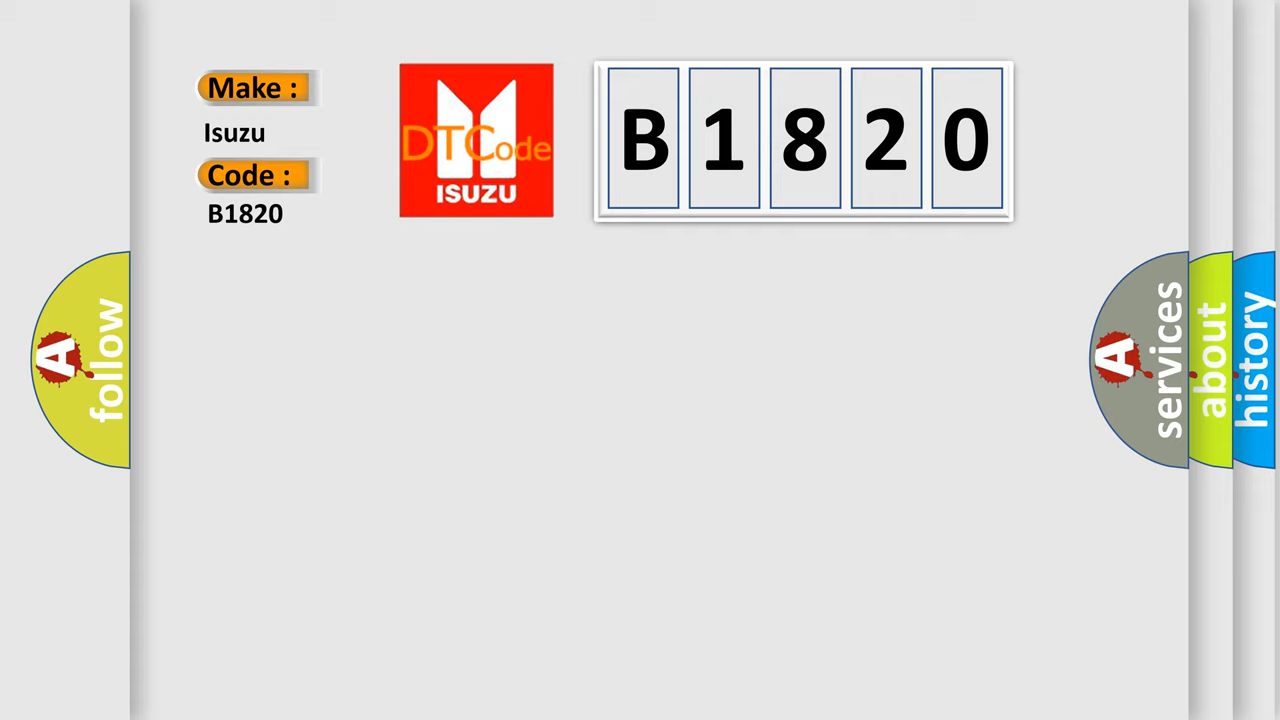 Make :
Isuzu
Code :
B1820
DTCode
ISUZU
B 1 8 2 0
A follow
A services
about
history